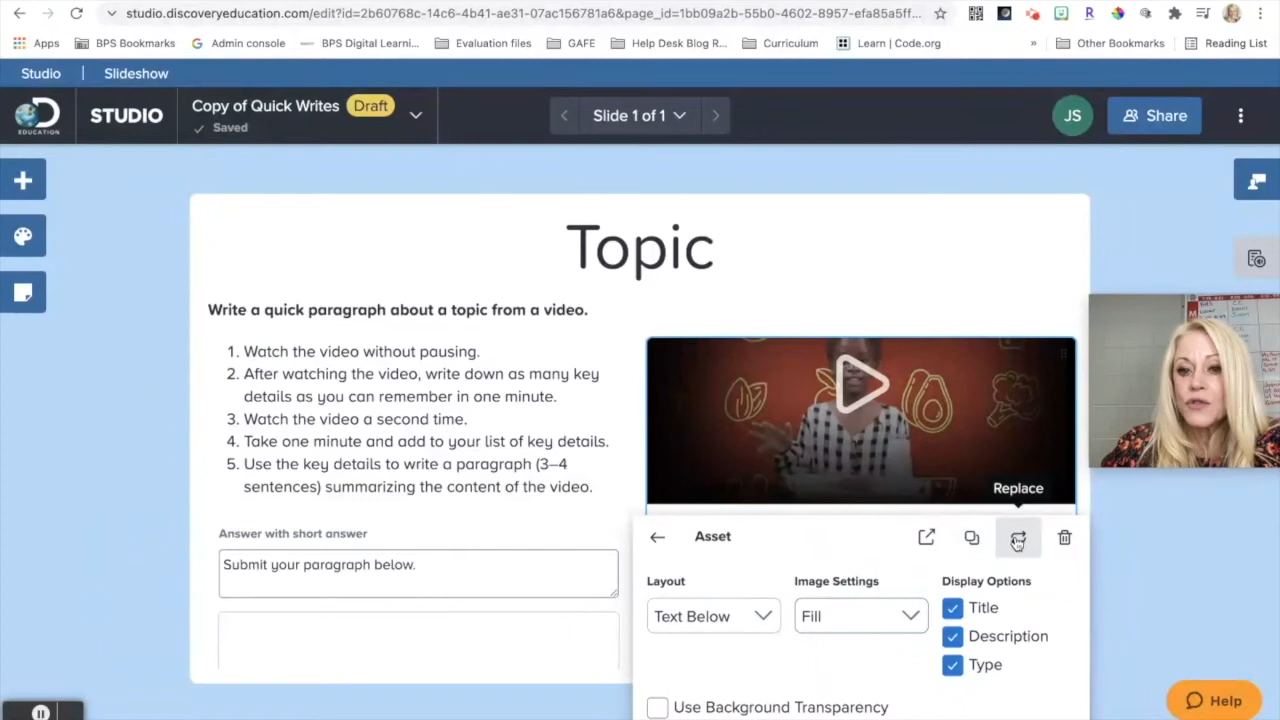 studio.discoveryeducation.com/edit?id=2b60768c-14c6-4b41-ae31-07ac156781a6&page_id=1bb09a2b-55b0-4602-8957-efa85a5ff...
Apps
BPS Bookmarks
Admin console
BPS Digital Learni...
Evaluation files
GAFE
Help Desk Blog R...
Curriculum
Learn | Code.org
»
Other Bookmarks
Reading List
Studio | Slideshow
EDUCATION
STUDIO
Copy of Quick Writes Draft
Saved
Slide 1 of 1
JS
Share
Topic
Write a quick paragraph about a topic from a video.
1. Watch the video without pausing.
2. After watching the video, write down as many key
details as you can remember in one minute.
3. Watch the video a second time.
4. Take one minute and add to your list of key details.
5. Use the key details to write a paragraph (3–4
sentences) summarizing the content of the video.
Answer with short answer
Submit your paragraph below.
Replace
Asset
Layout
Text Below
Image Settings
Fill
Display Options
Title
Description
Type
Use Background Transparency
Help